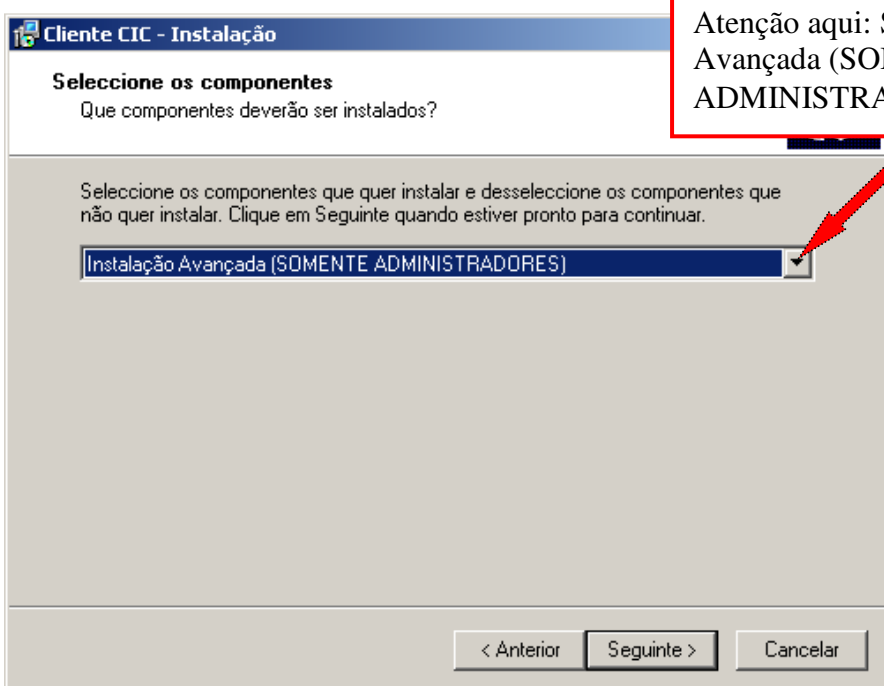 Cliente CIC - Instalação
Atenção aqui:
Avançada
Seleccione os componentes
Que componentes deverão ser instalados?
Seleccione os componentes que quer instalar e desseleccione os componentes que
não quer instalar. Clique em Seguinte quando estiver pronto para continuar.
Instalação Avançada (SOMENTE ADMINISTRADORES)
< Anterior
Seguinte >
Cancelar